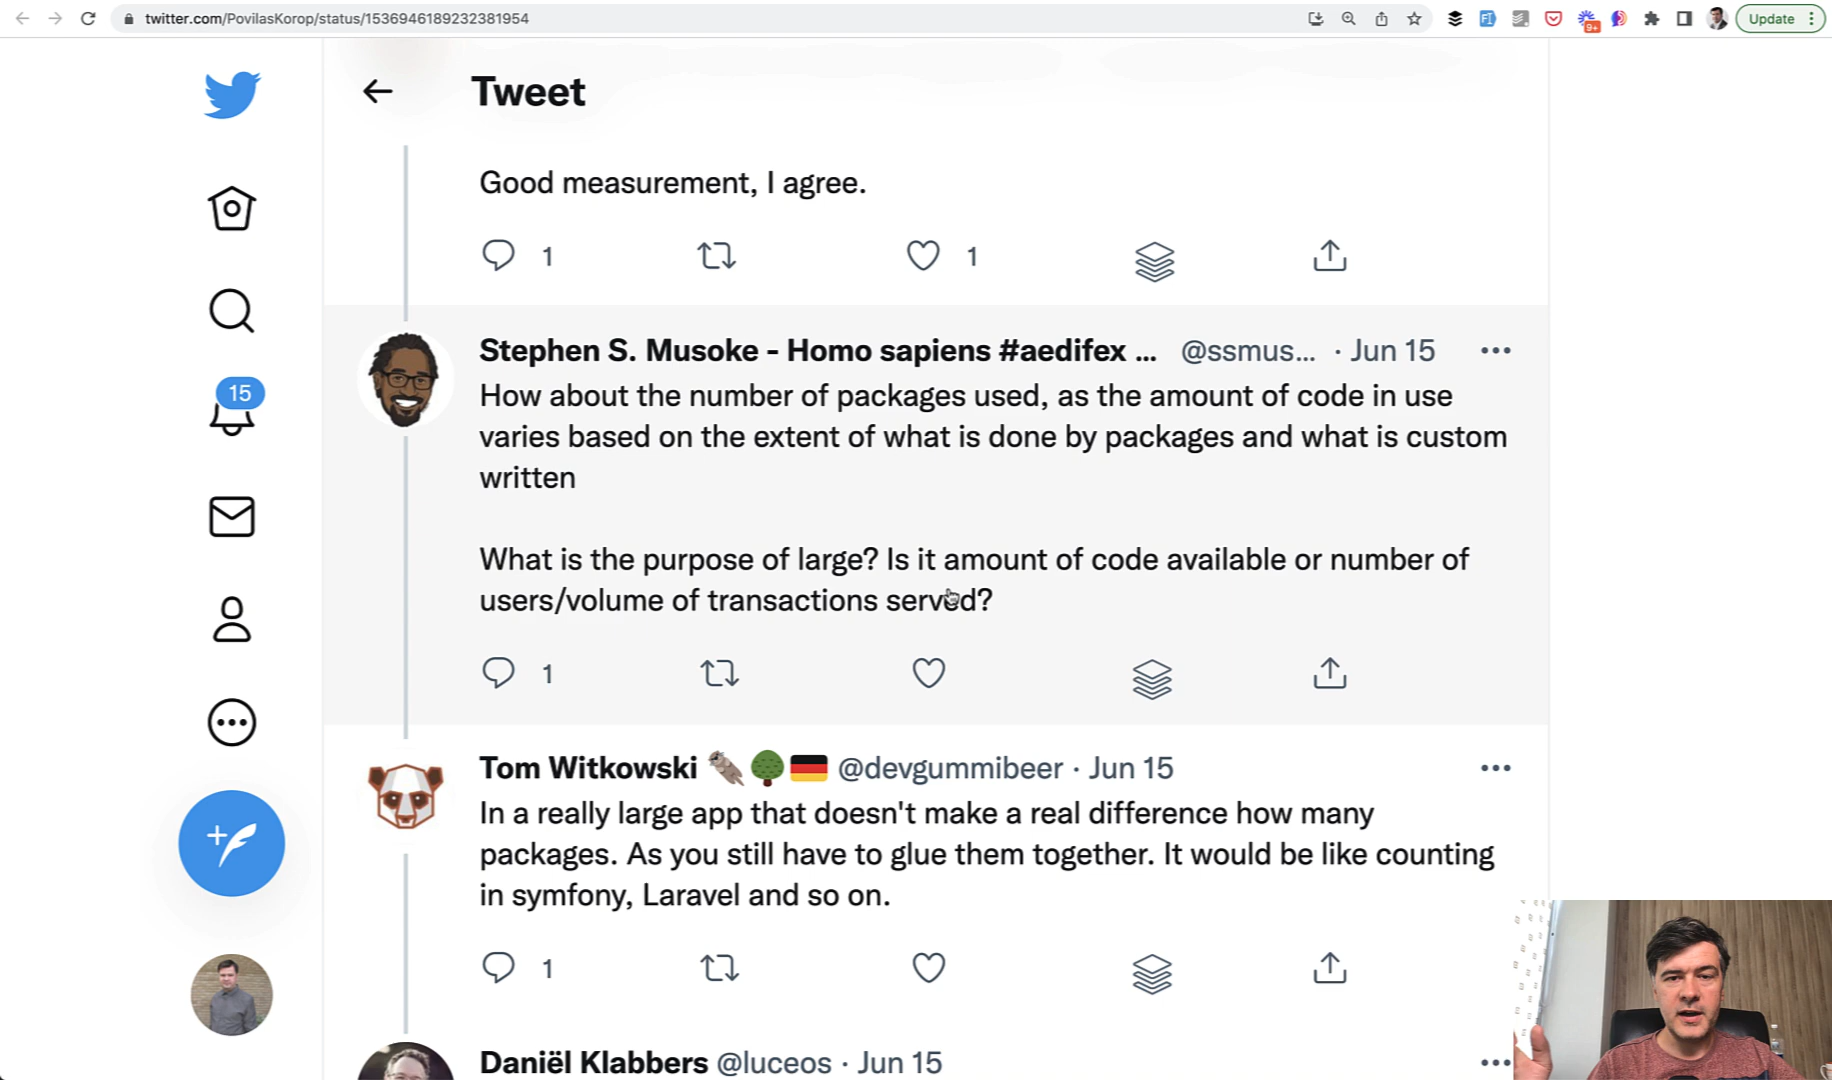 twitter.com/PovilasKorop/status/1536946189232381954
9+
Update
Tweet
Good measurement, I agree.
1
1
15
Stephen S. Musoke - Homo sapiens #aedifex ... @ssmus... · Jun 15
How about the number of packages used, as the amount of code in use
varies based on the extent of what is done by packages and what is custom
written
What is the purpose of large? Is it amount of code available or number of
users/volume of transactions served?
1
Tom Witkowski 🦦🌳🇩🇪 @devgummibeer · Jun 15
In a really large app that doesn't make a real difference how many
packages. As you still have to glue them together. It would be like counting
in symfony, Laravel and so on.
1
Daniël Klabbers @luceos · Jun 15